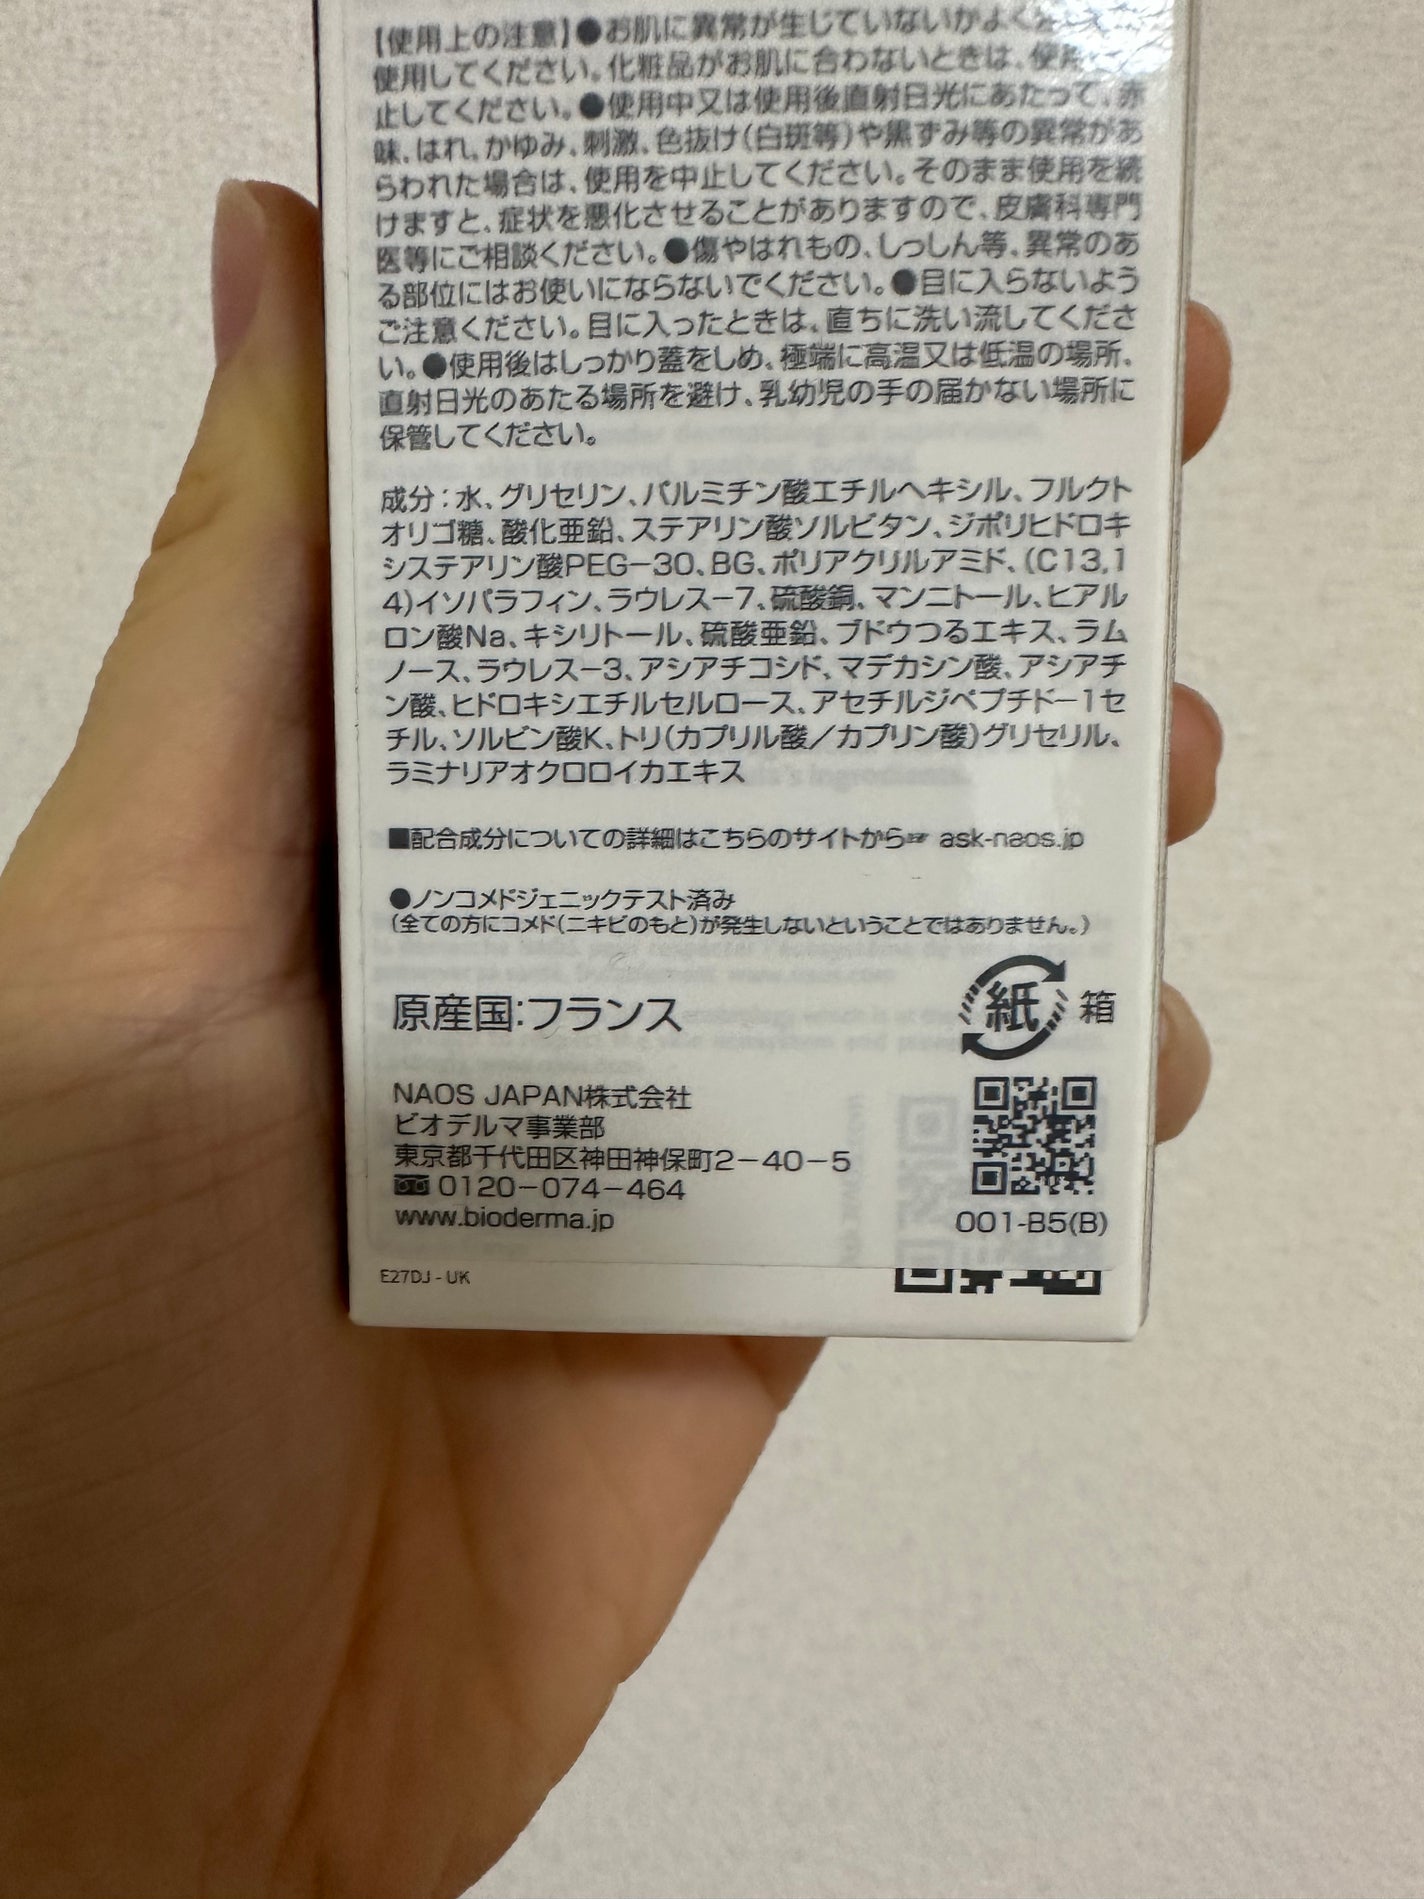 【使用上の注意】●お肌に異常が生じていないかよく
使用してください。化粧品がお肌に合わないときは、使用
止してください。●使用中又は使用後直射日光にあたって、赤
味、はれ、かゆみ、刺激、色抜け(白斑等)や黒ずみ等の異常があ
らわれた場合は、使用を中止してください。そのまま使用を続
けますと、症状を悪化させることがありますので、皮膚科専門
医等にご相談ください。●傷やはれもの、しっしん等、異常のあ
る部位にはお使いにならないでください。●目に入らないよう
ご注意ください。目に入ったときは、直ちに洗い流してくださ
い。●使用後はしっかり蓋をしめ、極端に高温又は低温の場所、
直射日光のあたる場所を避け、乳幼児の手の届かない場所に
保管してください。
成分:水、グリセリン、パルミチン酸エチルヘキシル、フルクト
オリゴ糖、酸化亜鉛、ステアリン酸ソルビタン、ジポリヒドロキ
システアリン酸PEG-30、BG、ポリアクリルアミド、(C13,1
4)イソパラフィン、ラウレス-7、硫酸銅、マンニトール、ヒアル
ロン酸Na、キシリトール、硫酸亜鉛、ブドウつるエキス、ラム
ノース、ラウレス-3、アシアチコシド、マデカシン酸、アシアチ
ン酸、ヒドロキシエチルセルロース、アセチルジペプチド-1セ
チル、ソルビン酸K、トリ(カプリル酸/カプリン酸)グリセリル、
ラミナリアオクロロイカエキス
■配合成分についての詳細はこちらのサイトから☞ ask-naos.jp
●ノンコメドジェニックテスト済み
(全ての方にコメド(ニキビのもと)が発生しないということではありません。)
原産国:フランス
紙 箱
NAOS JAPAN株式会社
ビオデルマ事業部
東京都千代田区神田神保町2-40-5
0120-074-464
www.bioderma.jp
001-B5(B)
E27DJ - UK